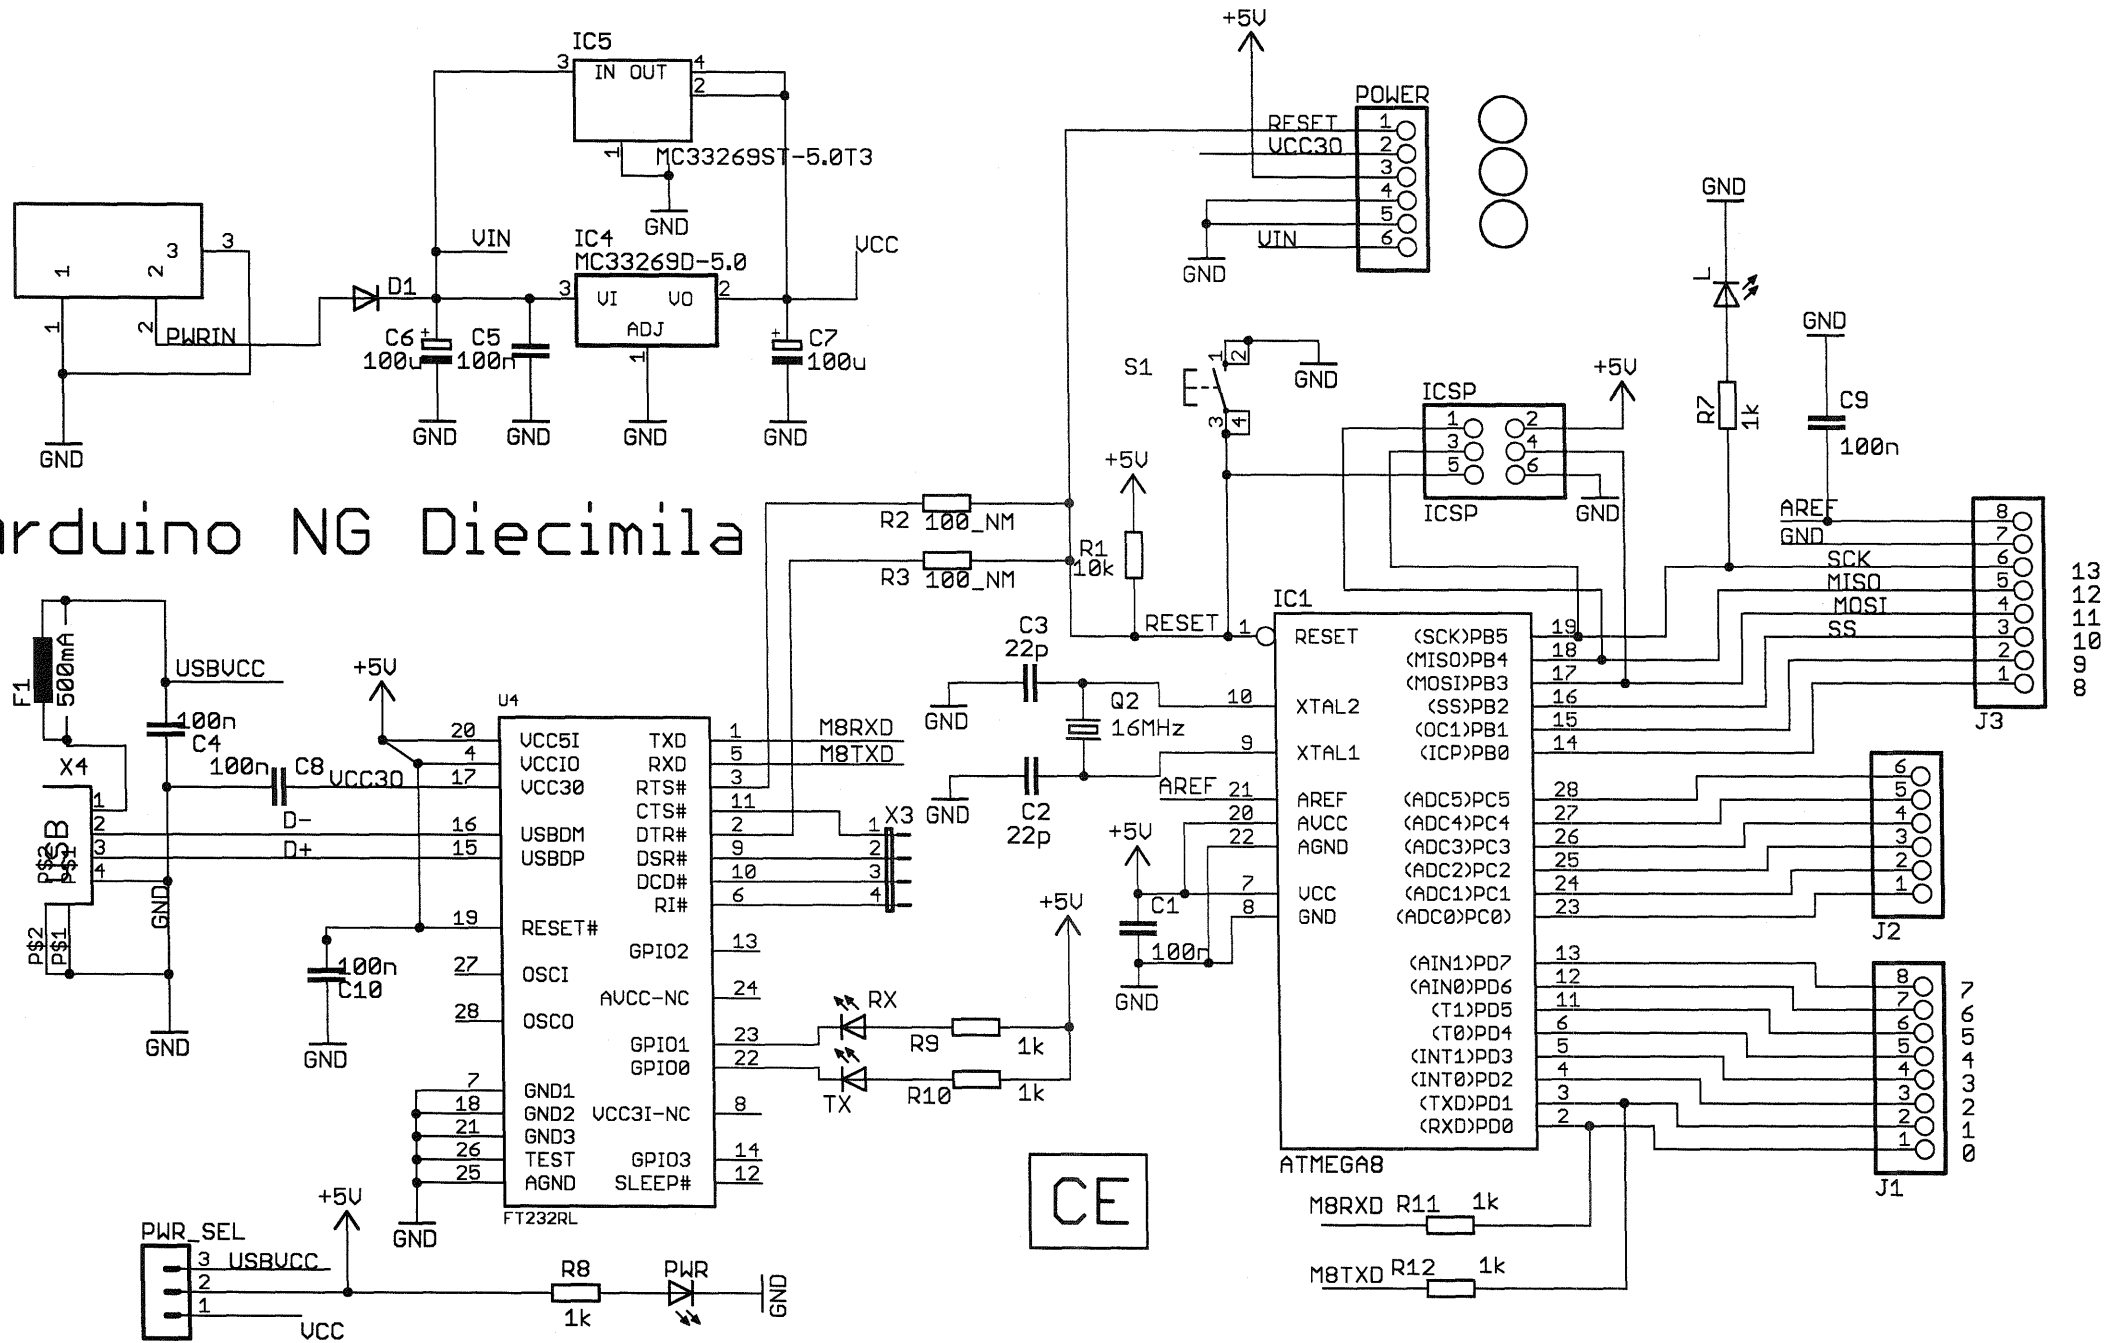 +5V
IC5
3 IN OUT 4
2
1
MC33269ST-5.0T3
GND
POWER
RESET 1
VCC3O 2
3
4
5
VIN 6
GND
3 3
1 2
1 2
PWRIN
GND
D1
VIN
IC4
MC33269D-5.0
3 VI VO 2
ADJ
1
VCC
+
C6
100u
C5
100n
+
C7
100u
GND
GND
GND
GND
GND
L
R7
1k
GND
C9
100n
S1
1 2
3 4
GND
ICSP
1 2
3 4
5 6
ICSP
+5V
GND
arduino NG Diecimila
R2 100_NM
R3 100_NM
+5V
R1
10k
RESET
AREF 8
GND 7
SCK 6
MISO 5
MOSI 4
SS 3
2
1
J3
13
12
11
10
9
8
F1
500mA
USBVCC
100n
C4
X4
100n C8
VCC3O
1
2
3
4
USB
P$2
P$1
D-
D+
GND
P$2
P$1
GND
+5V
100n
C10
GND
U4
20 VCC5I TXD 1 M8RXD
4 VCCIO RXD 5 M8TXD
17 VCC3O RTS# 3
CTS# 11
16 USBDM DTR# 2
15 USBDP DSR# 9
DCD# 10
RI# 6
19 RESET#
GPIO2 13
27 OSCI
AVCC-NC 24
28 OSCO
GPIO1 23
GPIO0 22
7 GND1
18 GND2 VCC3I-NC 8
21 GND3
26 TEST GPIO3 14
25 AGND SLEEP# 12
FT232RL
GND
X3
1
2
3
4
RX
R9 1k
TX
R10 1k
+5V
C3
22p
GND
Q2
16MHz
C2
22p
GND
AREF
+5V
C1
100n
GND
IC1
1 RESET (SCK)PB5 19
(MISO)PB4 18
(MOSI)PB3 17
10 XTAL2 (SS)PB2 16
(OC1)PB1 15
9 XTAL1 (ICP)PB0 14
21 AREF (ADC5)PC5 28
20 AVCC (ADC4)PC4 27
22 AGND (ADC3)PC3 26
(ADC2)PC2 25
7 VCC (ADC1)PC1 24
8 GND (ADC0)PC0) 23
(AIN1)PD7 13
(AIN0)PD6 12
(T1)PD5 11
(T0)PD4 6
(INT1)PD3 5
(INT0)PD2 4
(TXD)PD1 3
(RXD)PD0 2
ATMEGA8
6
5
4
3
2
1
J2
8 7
7 6
6 5
5 4
4 3
3 2
2 1
1 0
J1
M8RXD R11 1k
M8TXD R12 1k
CE
PWR_SEL
3 USBVCC
2
1
VCC
+5V
R8
1k
PWR
GND